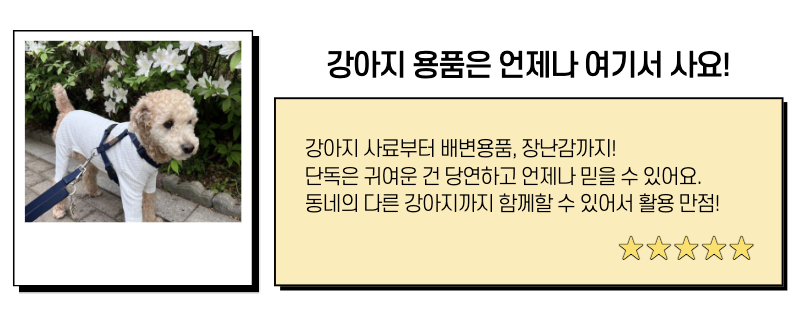 강아지 용품은 언제나 여기서 사요!
강아지 사료부터 배변용품, 장난감까지!
단독은 귀여운 건 당연하고 언제나 믿을 수 있어요.
동네의 다른 강아지까지 함께할 수 있어서 활용 만점!